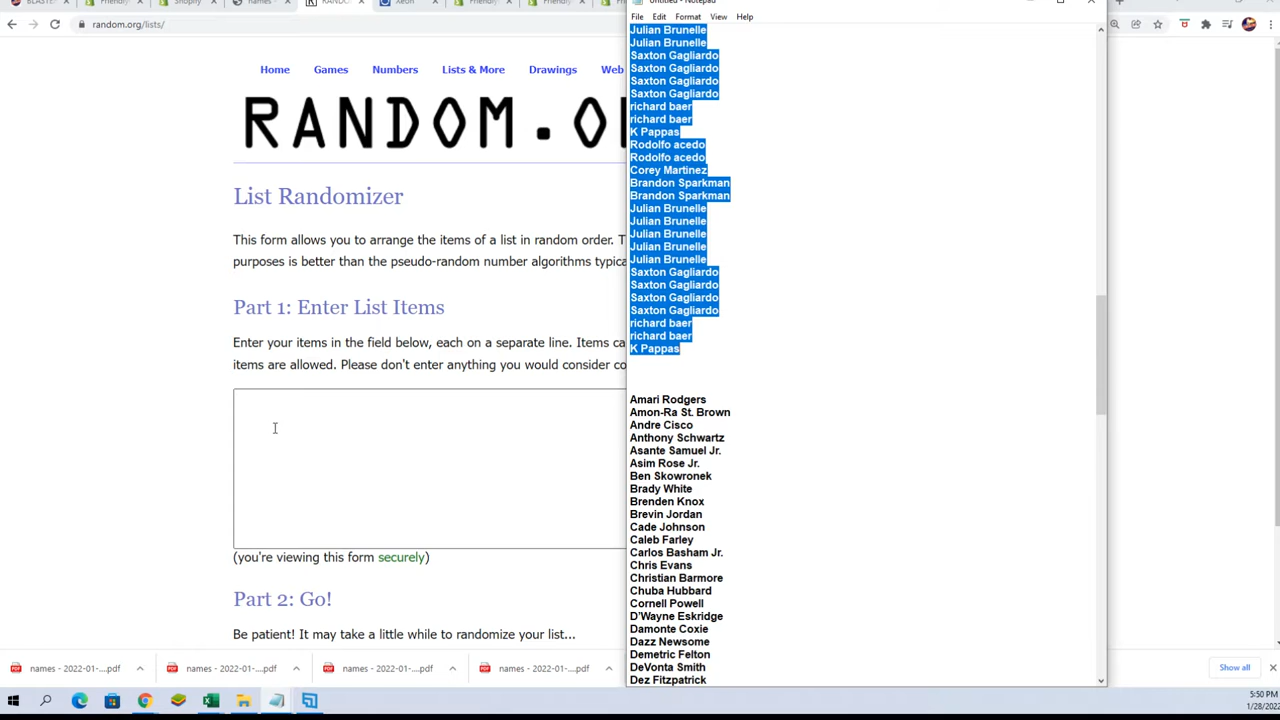 BLASTE
Shopify
names -
RANDO
Xeon
Friendly
Friendly
Fri
random.org/lists/
Home Games Numbers Lists & More Drawings Web
RANDOM.O
List Randomizer
This form allows you to arrange the items of a list in random order. T
purposes is better than the pseudo-random number algorithms typica
Part 1: Enter List Items
Enter your items in the field below, each on a separate line. Items ca
items are allowed. Please don't enter anything you would consider co
(you're viewing this form securely)
Part 2: Go!
Be patient! It may take a little while to randomize your list...
Untitled - Notepad
File Edit Format View Help
Julian Brunelle
Julian Brunelle
Saxton Gagliardo
Saxton Gagliardo
Saxton Gagliardo
Saxton Gagliardo
richard baer
richard baer
K Pappas
Rodolfo acedo
Rodolfo acedo
Corey Martinez
Brandon Sparkman
Brandon Sparkman
Julian Brunelle
Julian Brunelle
Julian Brunelle
Julian Brunelle
Julian Brunelle
Saxton Gagliardo
Saxton Gagliardo
Saxton Gagliardo
Saxton Gagliardo
richard baer
richard baer
K Pappas
Amari Rodgers
Amon-Ra St. Brown
Andre Cisco
Anthony Schwartz
Asante Samuel Jr.
Asim Rose Jr.
Ben Skowronek
Brady White
Brenden Knox
Brevin Jordan
Cade Johnson
Caleb Farley
Carlos Basham Jr.
Chris Evans
Christian Barmore
Chuba Hubbard
Cornell Powell
D'Wayne Eskridge
Damonte Coxie
Dazz Newsome
Demetric Felton
DeVonta Smith
Dez Fitzpatrick
names - 2022-01-....pdf
names - 2022-01-....pdf
names - 2022-01-....pdf
names - 2022-01-....pdf
Show all
5:50 PM
1/28/2022